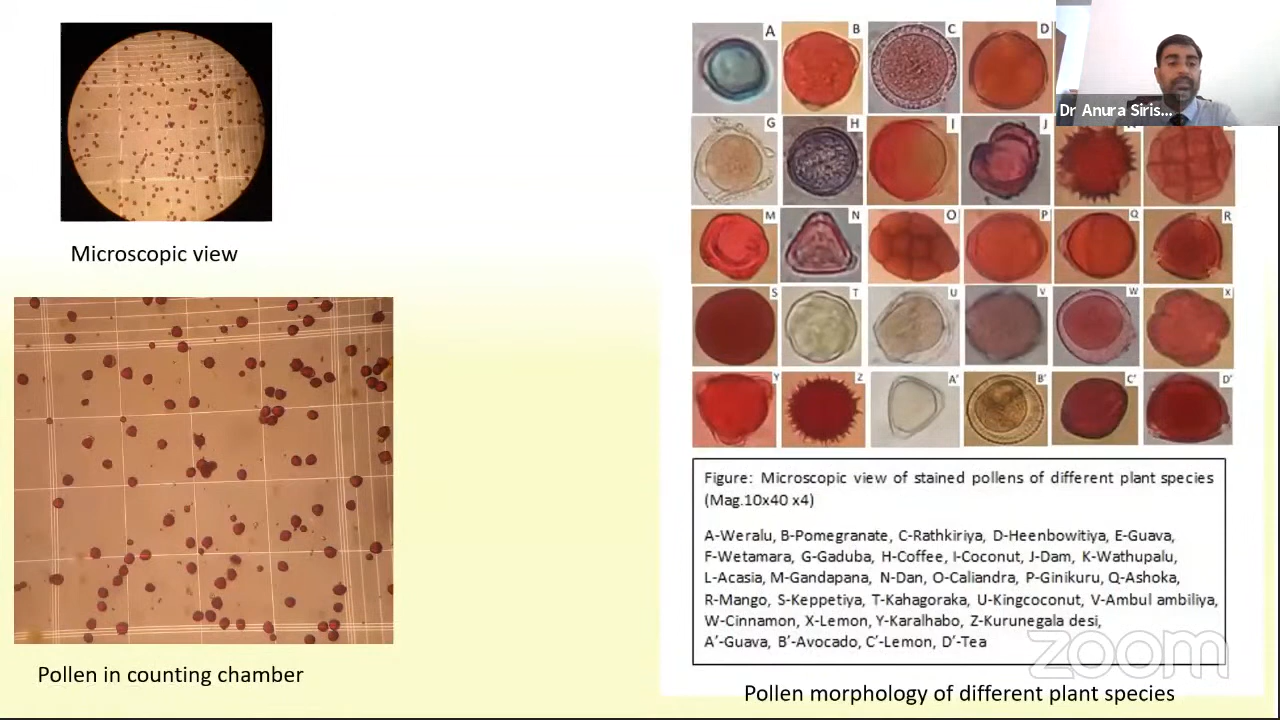 A B C D
Dr Anura Siris...
G H I J
M N O P Q R
S T U V W X
Y Z A' B' C' D'
Microscopic view
Pollen in counting chamber
Figure: Microscopic view of stained pollens of different plant species
(Mag.10x40 x4)
A-Weralu, B-Pomegranate, C-Rathkiriya, D-Heenbowitiya, E-Guava,
F-Wetamara, G-Gaduba, H-Coffee, I-Coconut, J-Dam, K-Wathupalu,
L-Acasia, M-Gandapana, N-Dan, O-Caliandra, P-Ginikuru, Q-Ashoka,
R-Mango, S-Keppetiya, T-Kahagoraka, U-Kingcoconut, V-Ambul ambiliya,
W-Cinnamon, X-Lemon, Y-Karalhabo, Z-Kurunegala desi,
A'-Guava, B'-Avocado, C'-Lemon, D'-Tea
zoom
Pollen morphology of different plant species